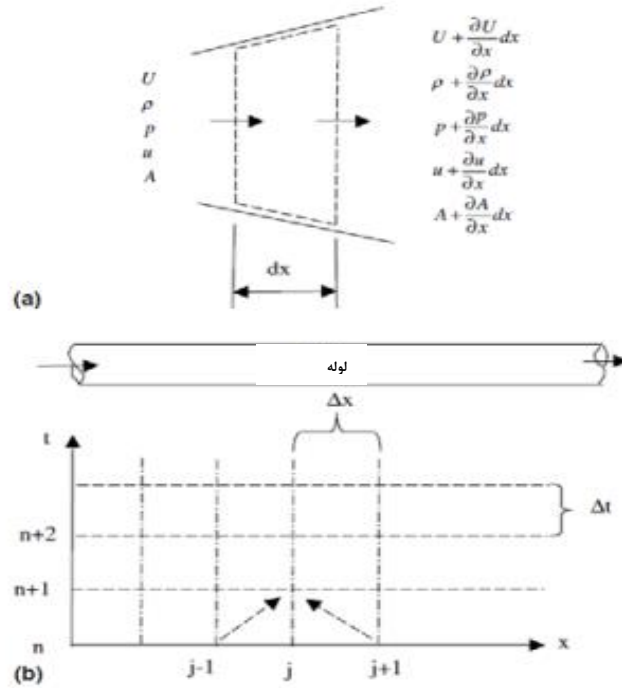 U
ρ
p
u
A
U + ∂U/∂x dx
ρ + ∂ρ/∂x dx
p + ∂p/∂x dx
u + ∂u/∂x dx
A + ∂A/∂x dx
dx
(a)
لوله
Δx
t
Δt
n+2
n+1
n
x
j-1
j
j+1
(b)